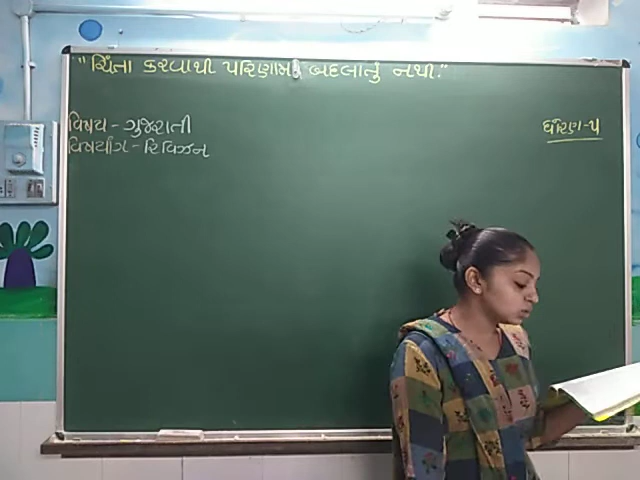 "ચિંતા કરવાથી પરિણામ બદલાતું નથી."
વિષય - ગુજરાતી
ધોરણ-૫
વિષયાંગ - રિવિઝન